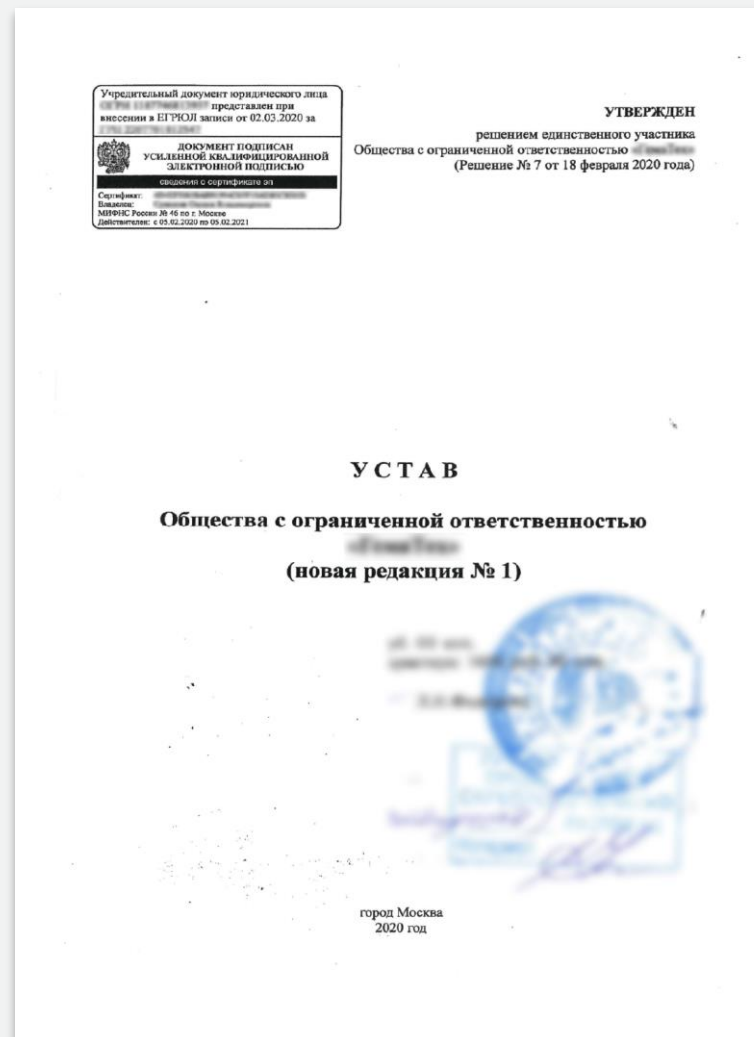 Учредительный документ юридического лица
представлен при
внесении в ЕГРЮЛ записи от 02.03.2020 за
ДОКУМЕНТ ПОДПИСАН
УСИЛЕННОЙ КВАЛИФИЦИРОВАННОЙ
ЭЛЕКТРОННОЙ ПОДПИСЬЮ
сведения о сертификате эп
Сертификат:
Владелец:
МИФНС России № 46 по г. Москве
Действителен: с 05.02.2020 по 05.02.2021
УТВЕРЖДЕН
решением единственного участника
Общества с ограниченной ответственностью
(Решение № 7 от 18 февраля 2020 года)
У С Т А В
Общества с ограниченной ответственностью
(новая редакция № 1)
город Москва
2020 год